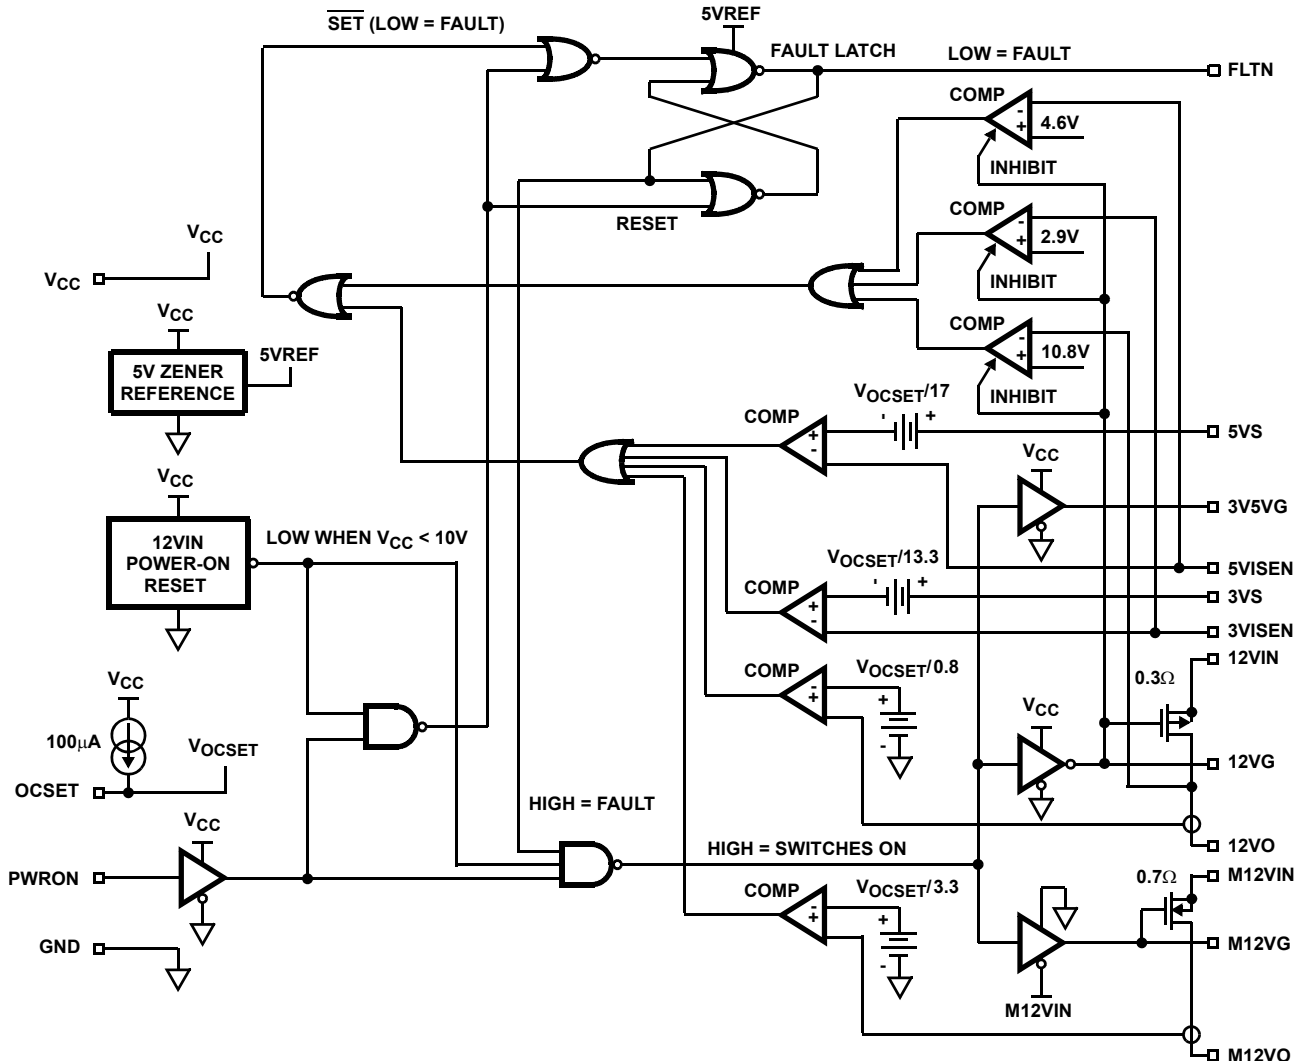 SET (LOW = FAULT)
5VREF
FAULT LATCH
LOW = FAULT
FLTN
COMP
-
+
4.6V
INHIBIT
RESET
COMP
-
+
2.9V
INHIBIT
VCC
VCC
COMP
-
+
10.8V
INHIBIT
VCC
5V ZENER
REFERENCE
5VREF
VOCSET/17
- +
COMP
+
-
5VS
VCC
3V5VG
VCC
12VIN
POWER-ON
RESET
LOW WHEN VCC < 10V
5VISEN
VOCSET/13.3
- +
COMP
+
-
3VS
3VISEN
12VIN
0.3Ω
COMP
-
+
VOCSET/0.8
+
-
VCC
12VG
VCC
100μA
VOCSET
OCSET
HIGH = FAULT
12VO
VCC
PWRON
HIGH = SWITCHES ON
M12VIN
0.7Ω
COMP
-
+
VOCSET/3.3
+
-
M12VG
GND
M12VIN
M12VO